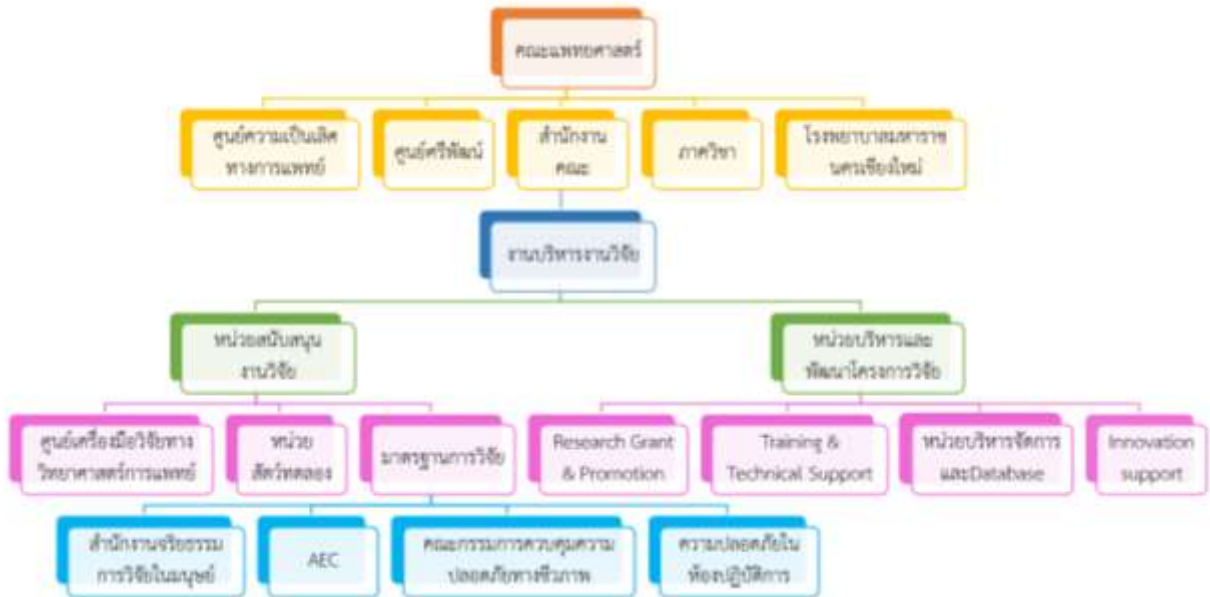 คณะแพทยศาสตร์
ศูนย์ความเป็นเลิศ
ทางการแพทย์
ศูนย์ศรีพัฒน์
สำนักงาน
คณะ
ภาควิชา
โรงพยาบาลมหาราช
นครเชียงใหม่
งานบริหารงานวิจัย
หน่วยสนับสนุน
งานวิจัย
หน่วยบริหารและ
พัฒนาโครงการวิจัย
ศูนย์เครื่องมือวิจัยทาง
วิทยาศาสตร์การแพทย์
หน่วย
สัตว์ทดลอง
มาตรฐานการวิจัย
Research Grant
& Promotion
Training &
Technical Support
หน่วยบริหารจัดการ
และDatabase
Innovation
support
สำนักงานจริยธรรม
การวิจัยในมนุษย์
AEC
คณะกรรมการควบคุมความ
ปลอดภัยทางชีวภาพ
ความปลอดภัยใน
ห้องปฏิบัติการ